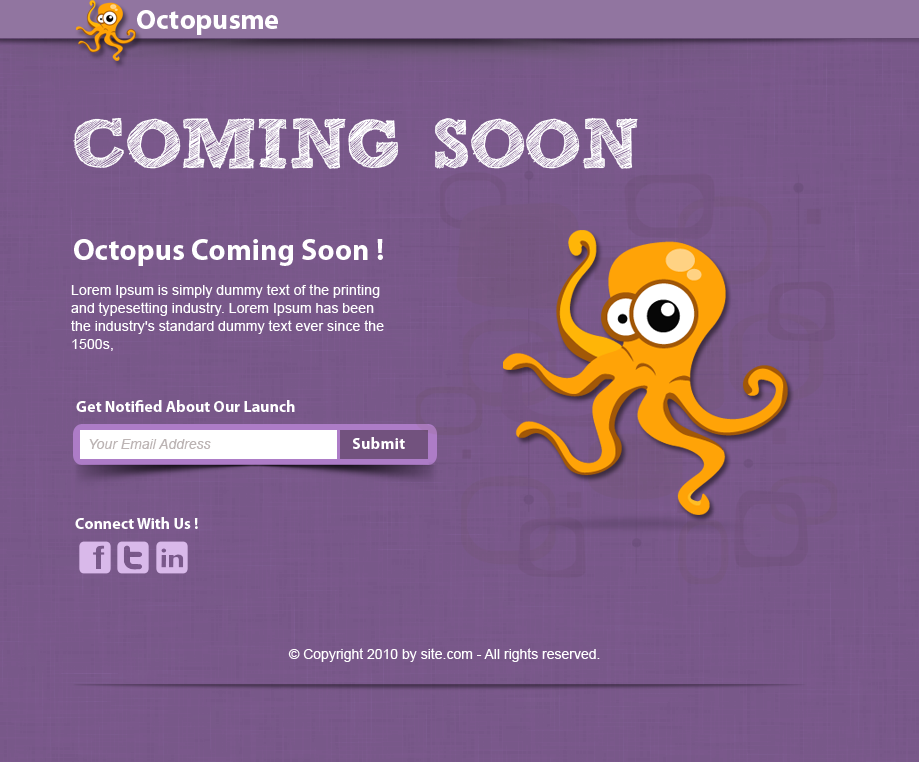 Octopusme
COMING SOON
Octopus Coming Soon !
Lorem Ipsum is simply dummy text of the printing
and typesetting industry. Lorem Ipsum has been
the industry's standard dummy text ever since the
1500s,
Get Notified About Our Launch
Your Email Address Submit
Connect With Us !
f t in
© Copyright 2010 by site.com - All rights reserved.